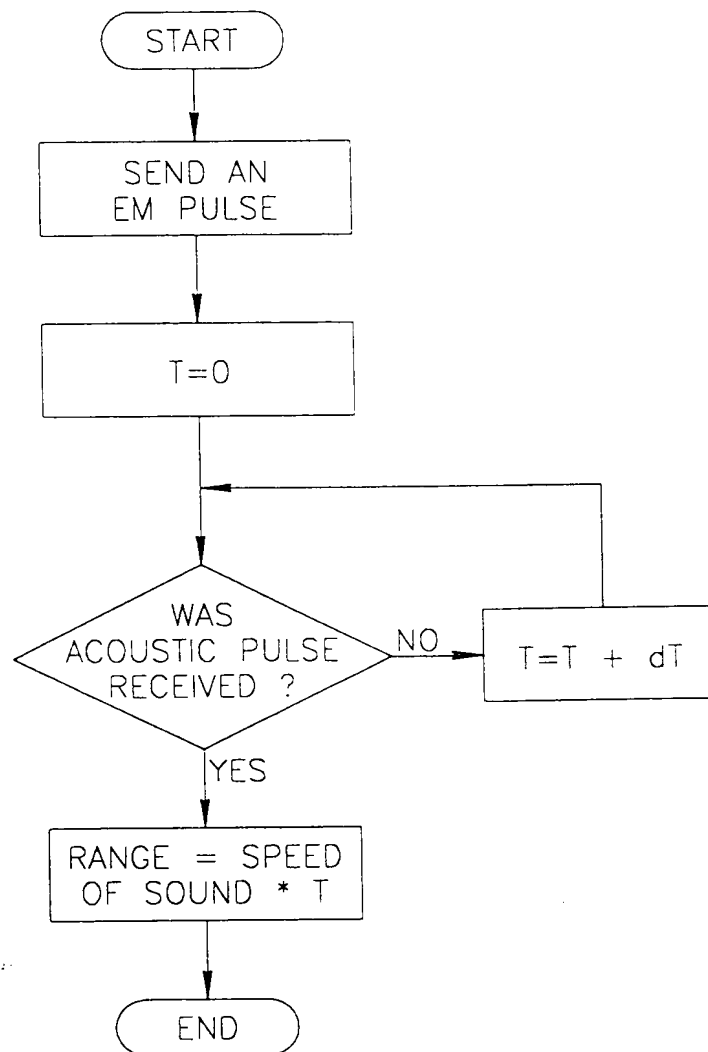 START
SEND AN
EM PULSE
T=0
WAS
ACOUSTIC PULSE
RECEIVED ?
NO
T=T + dT
YES
RANGE = SPEED
OF SOUND * T
END